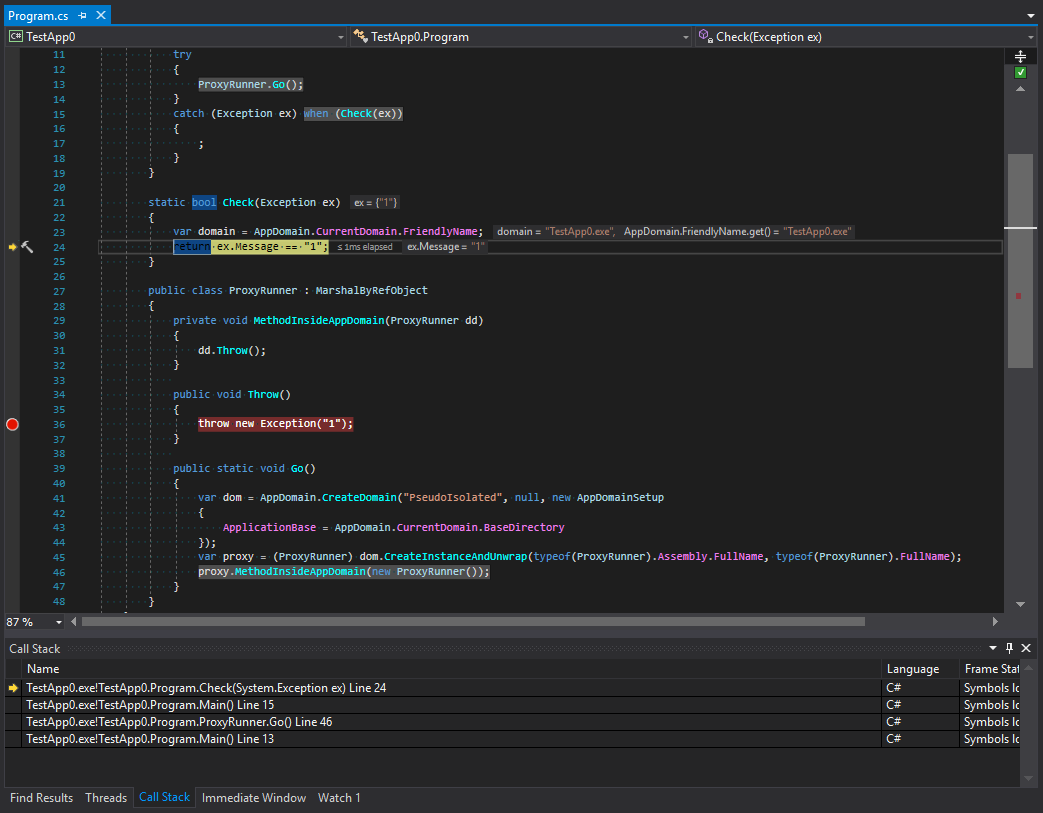 Program.cs
C# TestApp0 TestApp0.Program Check(Exception ex)
11 try
12 {
13 ProxyRunner.Go();
14 }
15 catch (Exception ex) when (Check(ex))
16 {
17 ;
18 }
19 }
20
21 static bool Check(Exception ex) ex = {"1"}
22 {
23 var domain = AppDomain.CurrentDomain.FriendlyName; domain = "TestApp0.exe", AppDomain.FriendlyName.get() = "TestApp0.exe"
24 return ex.Message == "1"; ≤ 1ms elapsed ex.Message = "1"
25 }
26
27 public class ProxyRunner : MarshalByRefObject
28 {
29 private void MethodInsideAppDomain(ProxyRunner dd)
30 {
31 dd.Throw();
32 }
33
34 public void Throw()
35 {
36 throw new Exception("1");
37 }
38
39 public static void Go()
40 {
41 var dom = AppDomain.CreateDomain("PseudoIsolated", null, new AppDomainSetup
42 {
43 ApplicationBase = AppDomain.CurrentDomain.BaseDirectory
44 });
45 var proxy = (ProxyRunner) dom.CreateInstanceAndUnwrap(typeof(ProxyRunner).Assembly.FullName, typeof(ProxyRunner).FullName);
46 proxy.MethodInsideAppDomain(new ProxyRunner());
47 }
48 }
87 %
Call Stack
Name Language Frame Stat
TestApp0.exe!TestApp0.Program.Check(System.Exception ex) Line 24 C# Symbols lo
TestApp0.exe!TestApp0.Program.Main() Line 15 C# Symbols lo
TestApp0.exe!TestApp0.Program.ProxyRunner.Go() Line 46 C# Symbols lo
TestApp0.exe!TestApp0.Program.Main() Line 13 C# Symbols lo
Find Results Threads Call Stack Immediate Window Watch 1